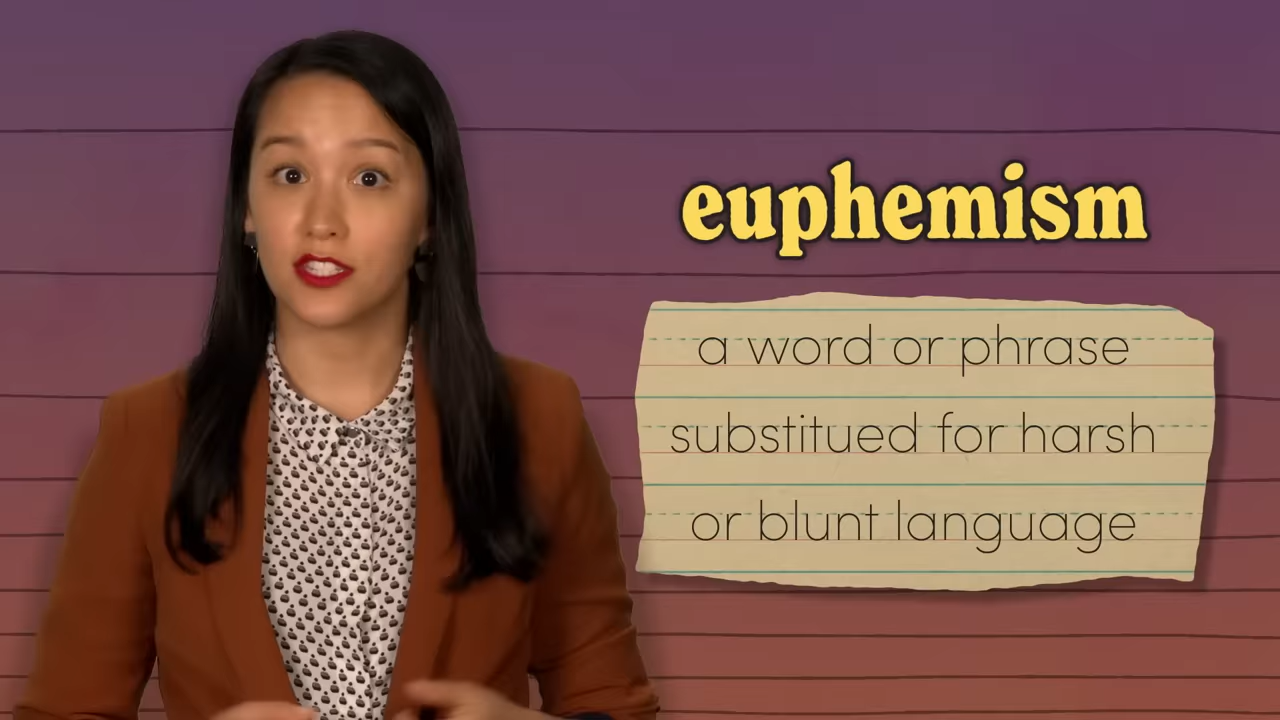 euphemism
a word or phrase
substitued for harsh
or blunt language